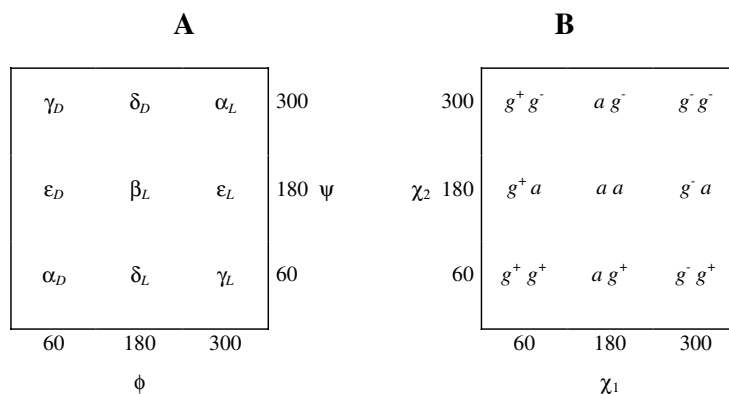 A
B
γD δD αL 300
εD βL εL 180 ψ
αD δL γL 60
60 180 300
ϕ
300 g⁺ g⁻ a g⁻ g⁻ g⁻
χ₂ 180 g⁺ a a a g⁻ a
60 g⁺ g⁺ a g⁺ g⁻ g⁺
60 180 300
χ₁